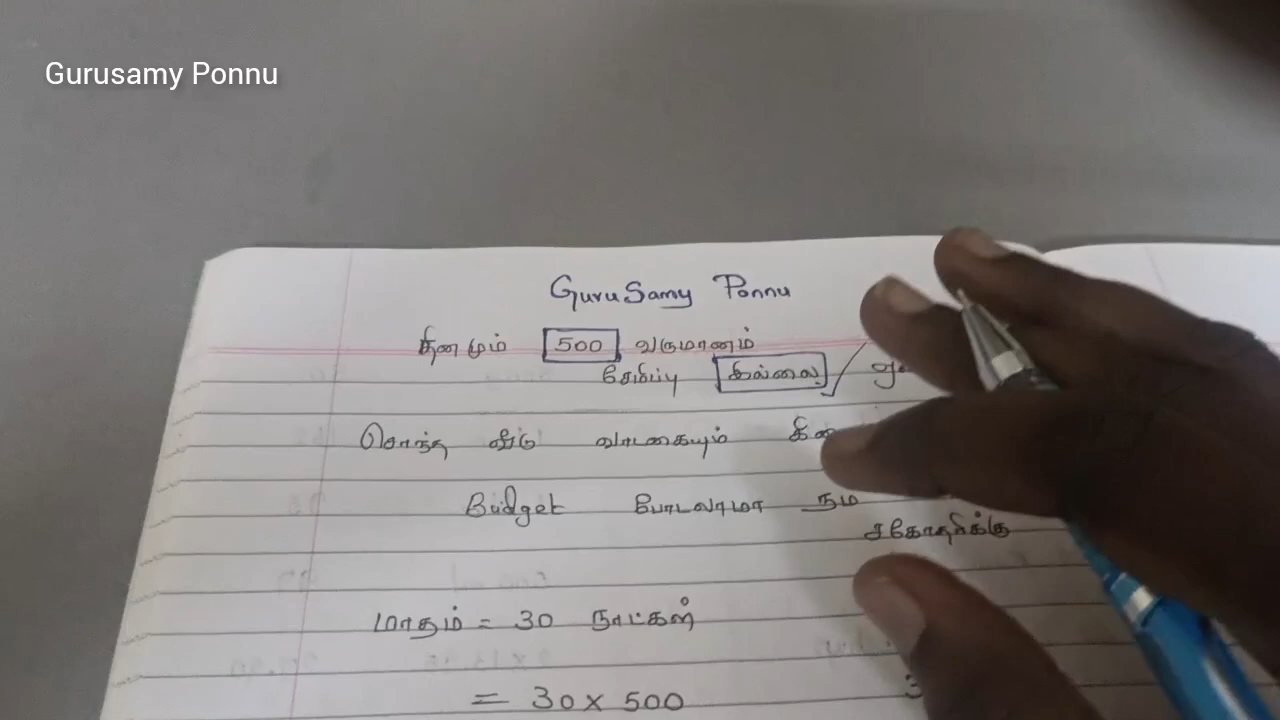 Gurusamy Ponnu
GuruSamy Ponnu
தினமும் 500 வருமானம்
சேமிப்பு இல்லை /
சொந்த வீடு வாடகையும்
Budget போடலாமா நம
சகோதரிக்கு
மாதம் = 30 நாட்கள்
= 30 x 500